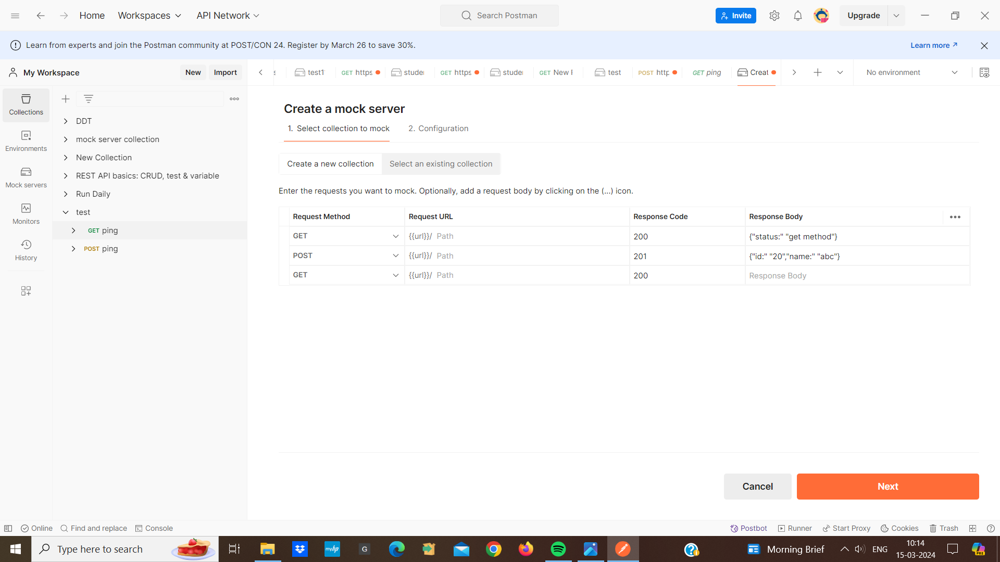 Home Workspaces API Network Search Postman Invite Upgrade
Learn from experts and join the Postman community at POST/CON 24. Register by March 26 to save 30%. Learn more
My Workspace New Import
test1 GET https studer GET https studer GET New test POST http GET ping Creat No environment
Collections
Environments
Mock servers
Monitors
History
DDT
mock server collection
New Collection
REST API basics: CRUD, test & variable
Run Daily
test
GET ping
POST ping
Create a mock server
1. Select collection to mock 2. Configuration
Create a new collection Select an existing collection
Enter the requests you want to mock. Optionally, add a request body by clicking on the (...) icon.
Request Method Request URL Response Code Response Body
GET {{url}}/ Path 200 {"status:" "get method"}
POST {{url}}/ Path 201 {"id:" "20","name:" "abc"}
GET {{url}}/ Path 200 Response Body
Cancel Next
Online Find and replace Console Postbot Runner Start Proxy Cookies Trash
Type here to search myhp G Morning Brief ENG 10:14
15-03-2024 PRE